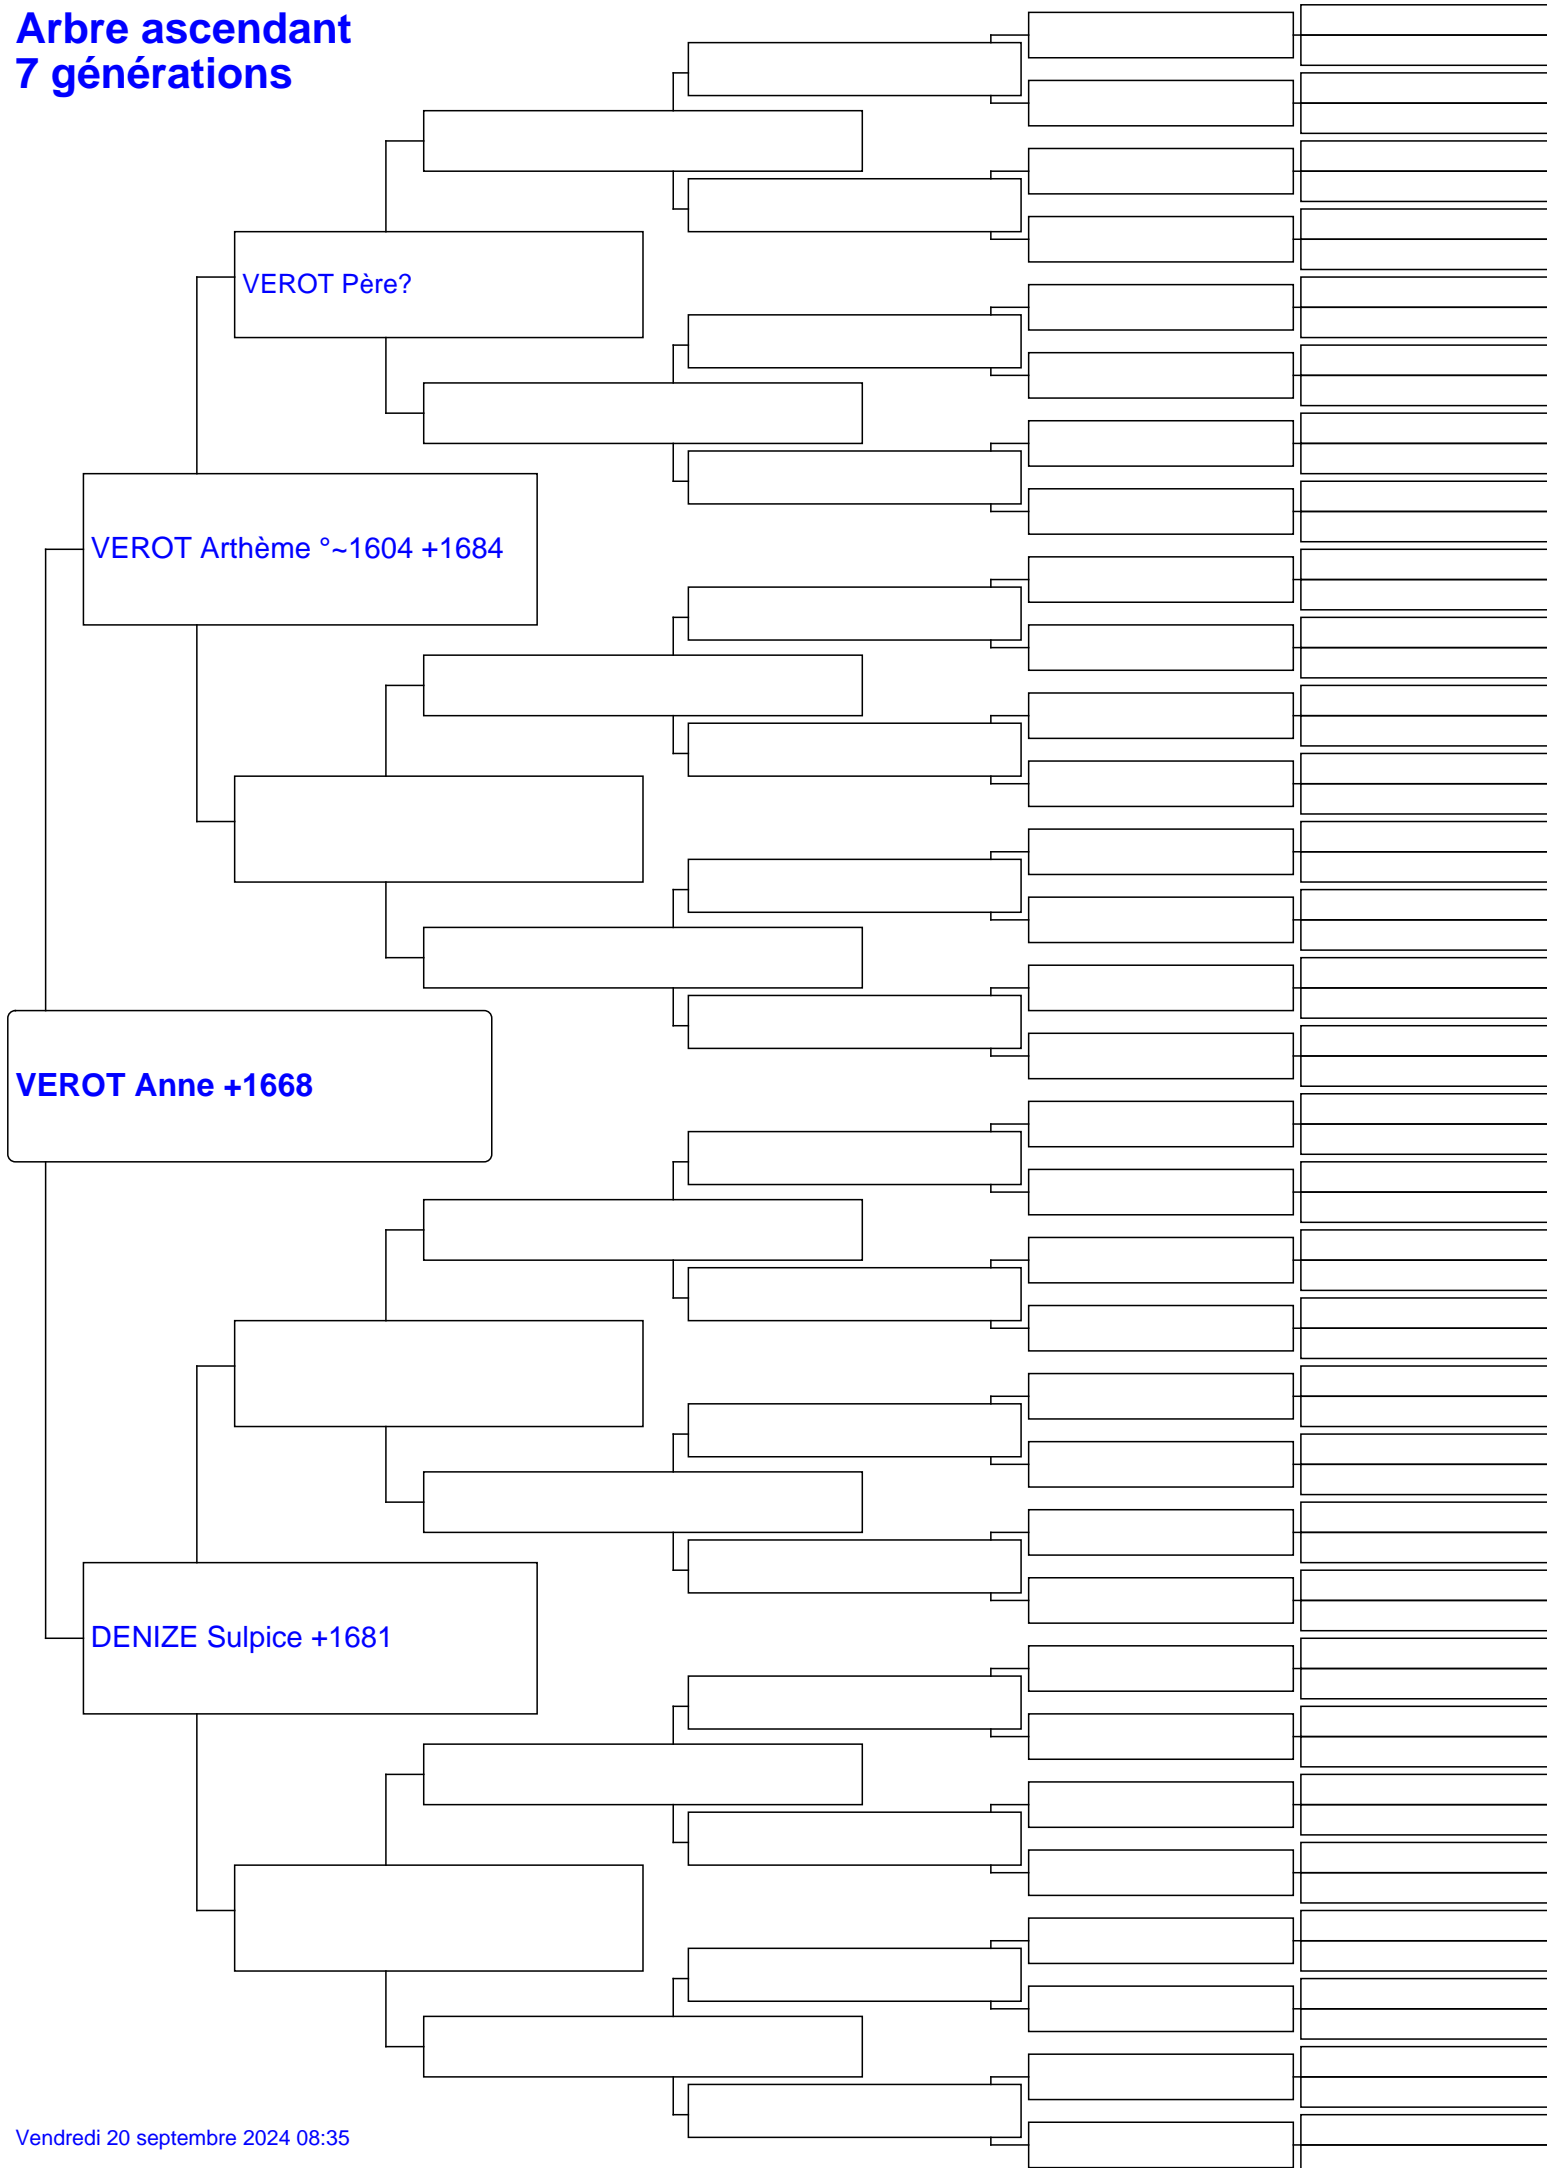 Arbre ascendant
7 générations
VEROT Père?
VEROT Arthème °~1604 +1684
VEROT Anne +1668
DENIZE Sulpice +1681
Vendredi 20 septembre 2024 08:35